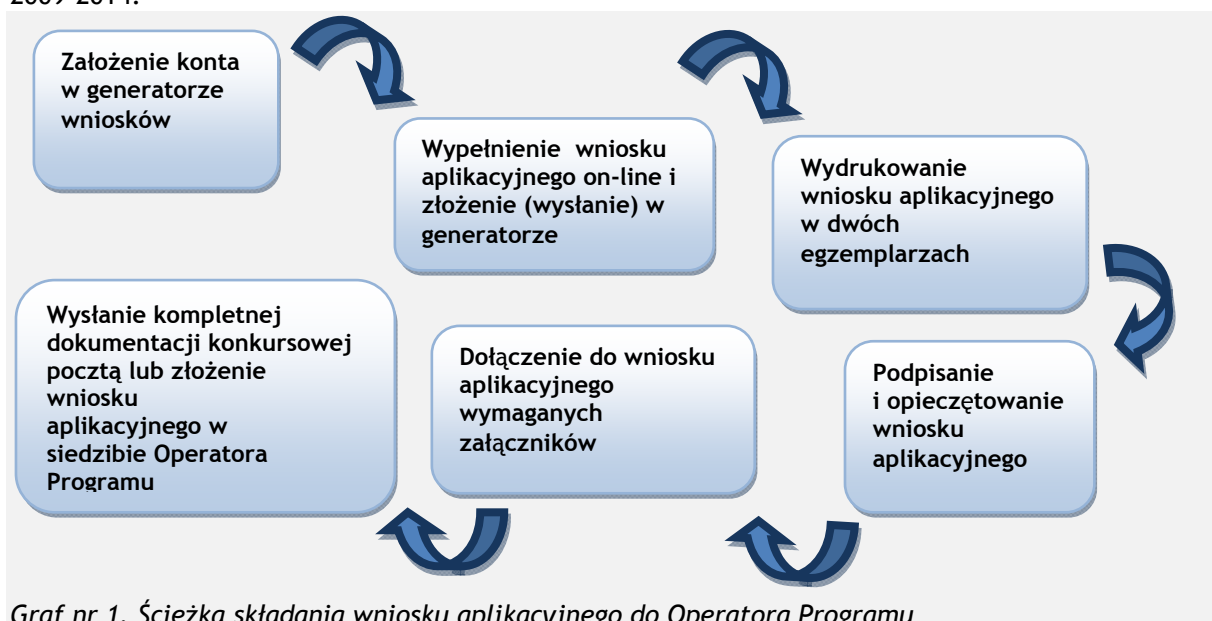 2009-2014.
Założenie konta
w generatorze
wniosków
Wypełnienie wniosku
aplikacyjnego on-line i
złożenie (wysłanie) w
generatorze
Wydrukowanie
wniosku aplikacyjnego
w dwóch
egzemplarzach
Podpisanie
i opieczętowanie
wniosku
aplikacyjnego
Dołączenie do wniosku
aplikacyjnego
wymaganych
załączników
Wysłanie kompletnej
dokumentacji konkursowej
pocztą lub złożenie
wniosku
aplikacyjnego w
siedzibie Operatora
Programu
Graf nr 1. Ścieżka składania wniosku aplikacyjnego do Operatora Programu